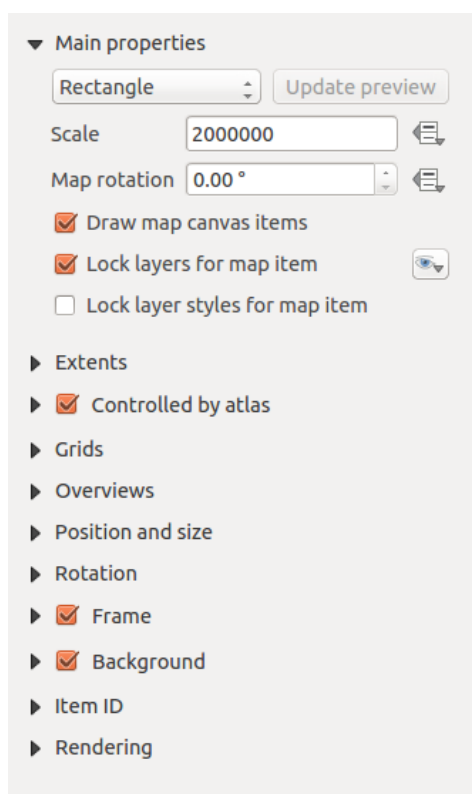 Main properties
Rectangle Update preview
Scale 2000000
Map rotation 0.00 °
Draw map canvas items
Lock layers for map item
Lock layer styles for map item
Extents
Controlled by atlas
Grids
Overviews
Position and size
Rotation
Frame
Background
Item ID
Rendering